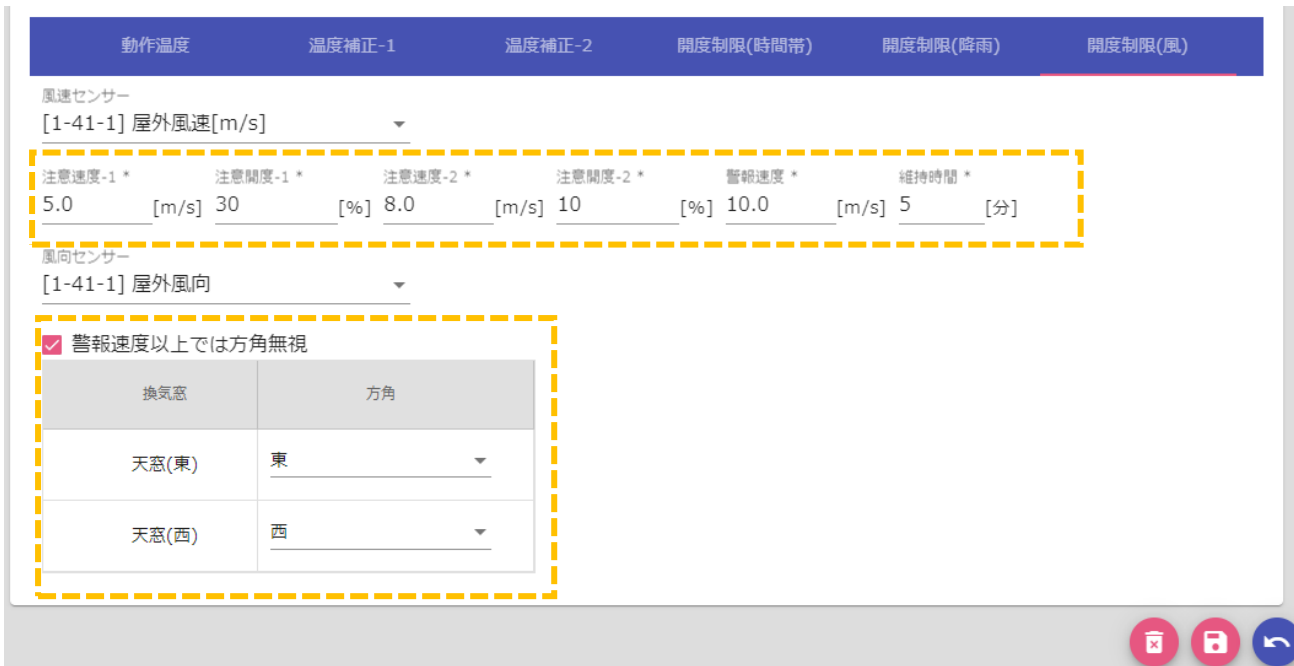 動作温度 温度補正-1 温度補正-2 開度制限(時間帯) 開度制限(降雨) 開度制限(風)
風速センサー
[1-41-1] 屋外風速[m/s]
注意速度-1 * 注意開度-1 * 注意速度-2 * 注意開度-2 * 警報速度 * 維持時間 *
5.0 [m/s] 30 [%] 8.0 [m/s] 10 [%] 10.0 [m/s] 5 [分]
風向センサー
[1-41-1] 屋外風向
警報速度以上では方角無視
換気窓 方角
天窓(東) 東
天窓(西) 西